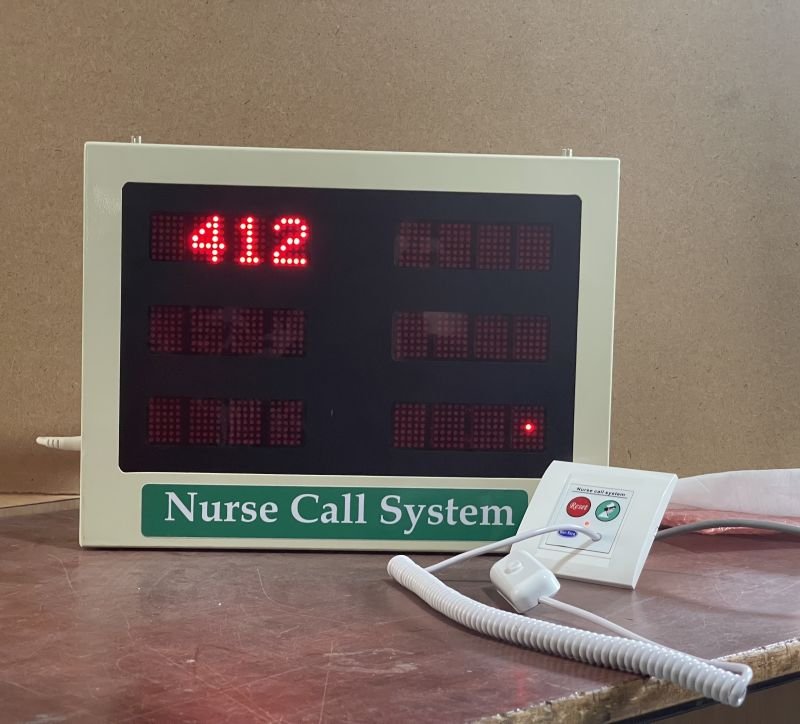 412
Nurse Call System
Nurse call system
Reset